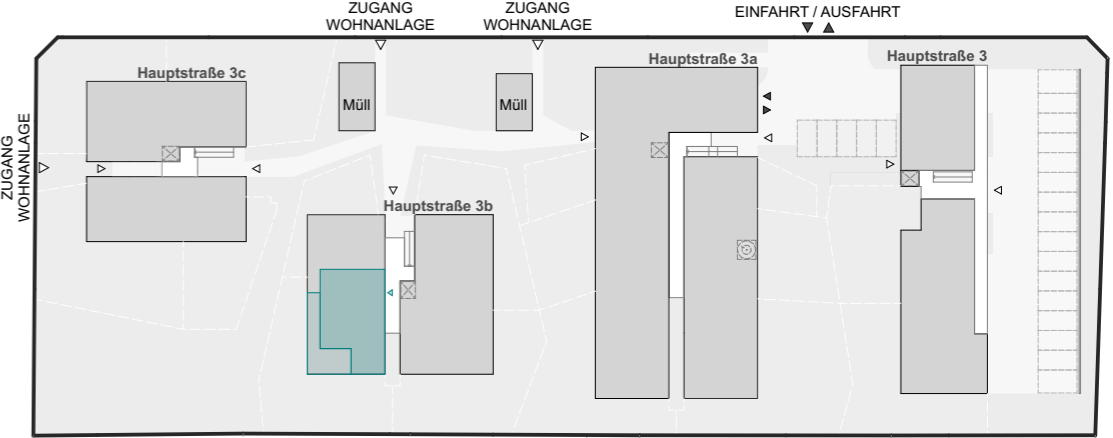 ZUGANG
WOHNANLAGE
ZUGANG
WOHNANLAGE
EINFAHRT / AUSFAHRT
Hauptstraße 3c
Hauptstraße 3a
Hauptstraße 3
Müll
Müll
ZUGANG
WOHNANLAGE
Hauptstraße 3b